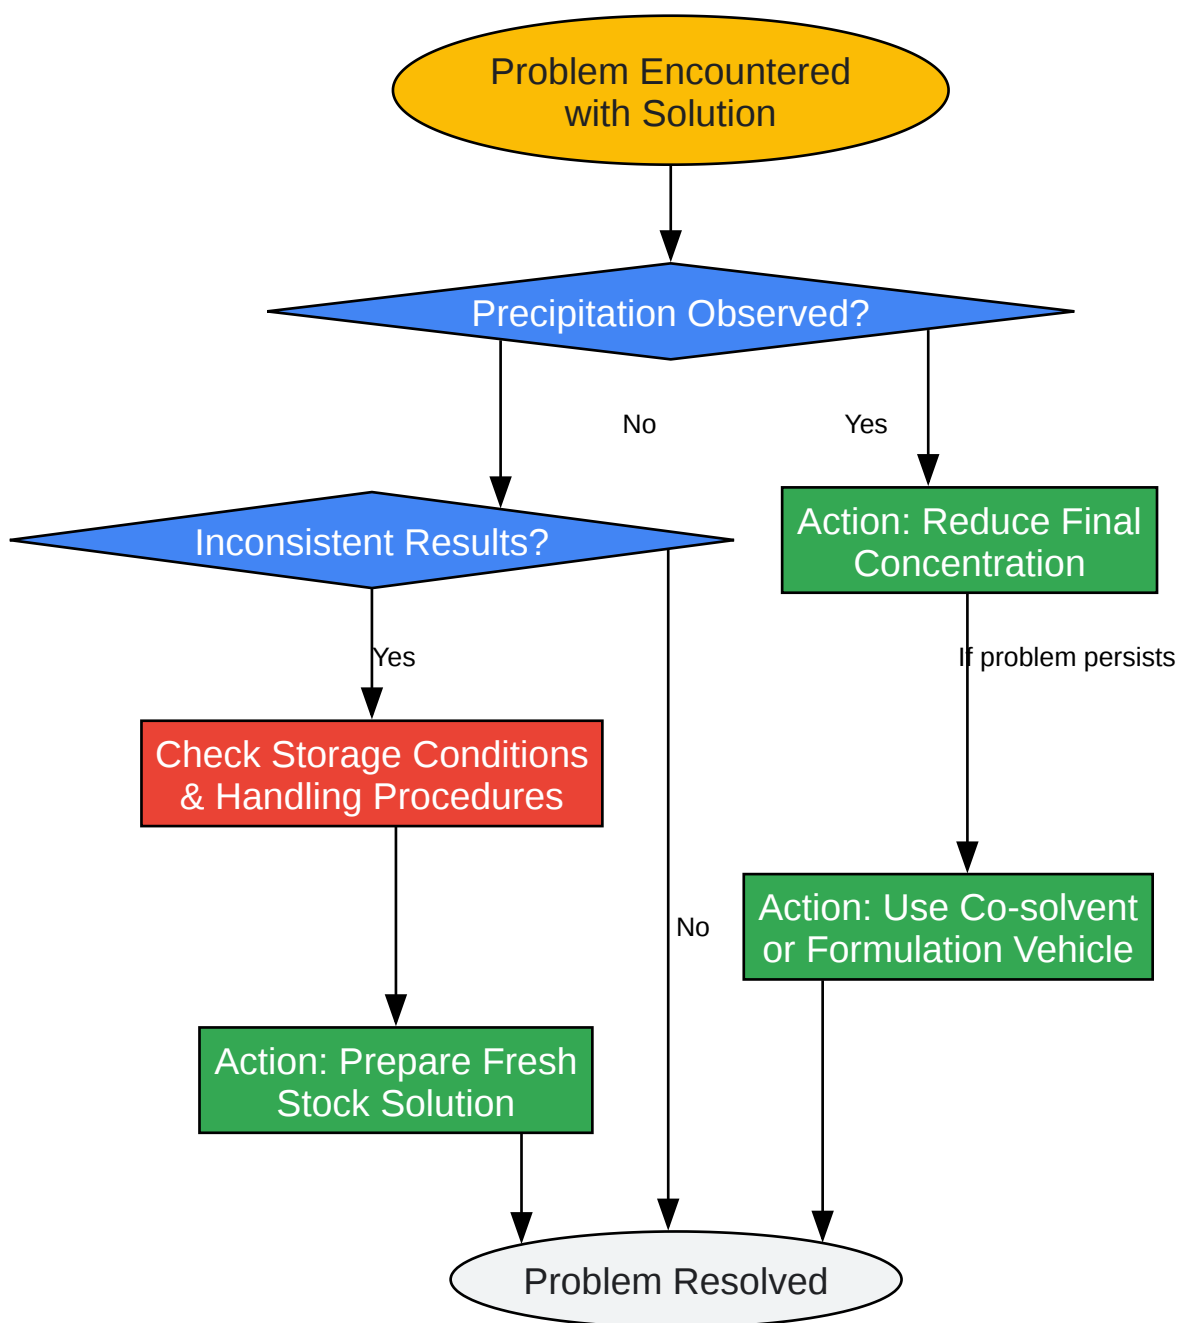 Problem Encountered
with Solution
Precipitation Observed?
No
Yes
Action: Reduce Final
Concentration
Inconsistent Results?
Yes
If problem persists
Check Storage Conditions
& Handling Procedures
Action: Use Co-solvent
or Formulation Vehicle
No
Action: Prepare Fresh
Stock Solution
Problem Resolved